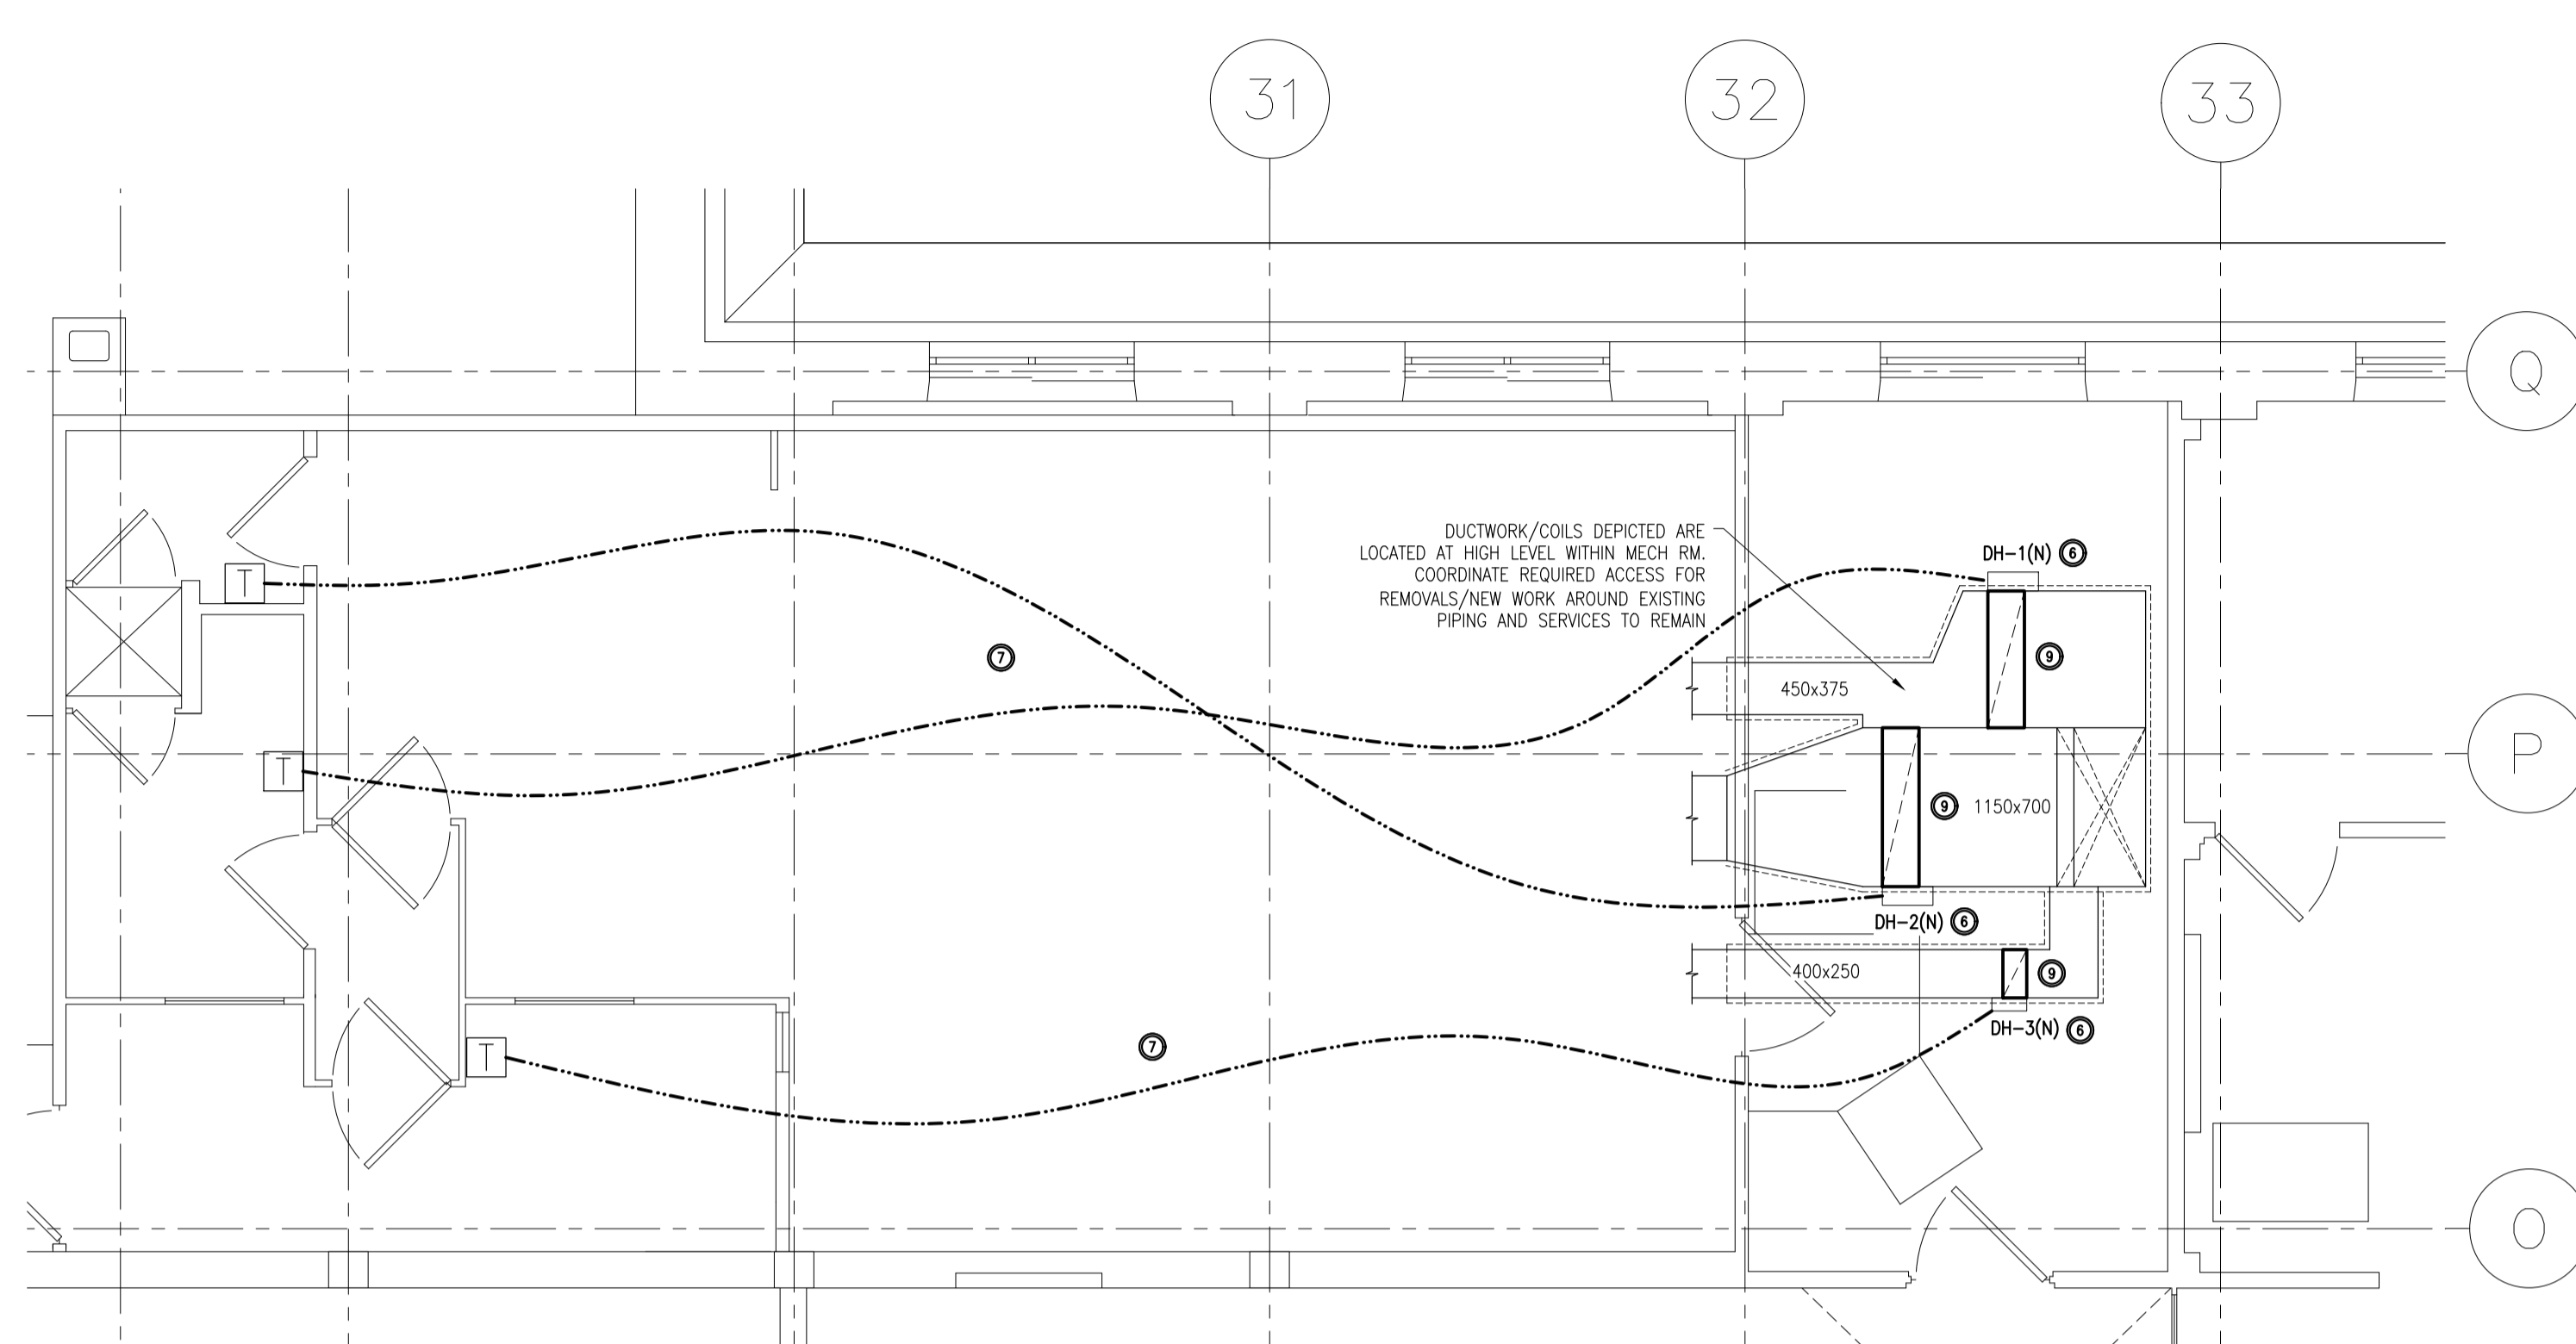 31
32
33
Q
DUCTWORK/COILS DEPICTED ARE
LOCATED AT HIGH LEVEL WITHIN MECH RM.
COORDINATE REQUIRED ACCESS FOR
REMOVALS/NEW WORK AROUND EXISTING
PIPING AND SERVICES TO REMAIN
DH-1(N) 6
T
7
9
450x375
P
T
9 1150x700
DH-2(N) 6
400x250
9
DH-3(N) 6
7
T
O